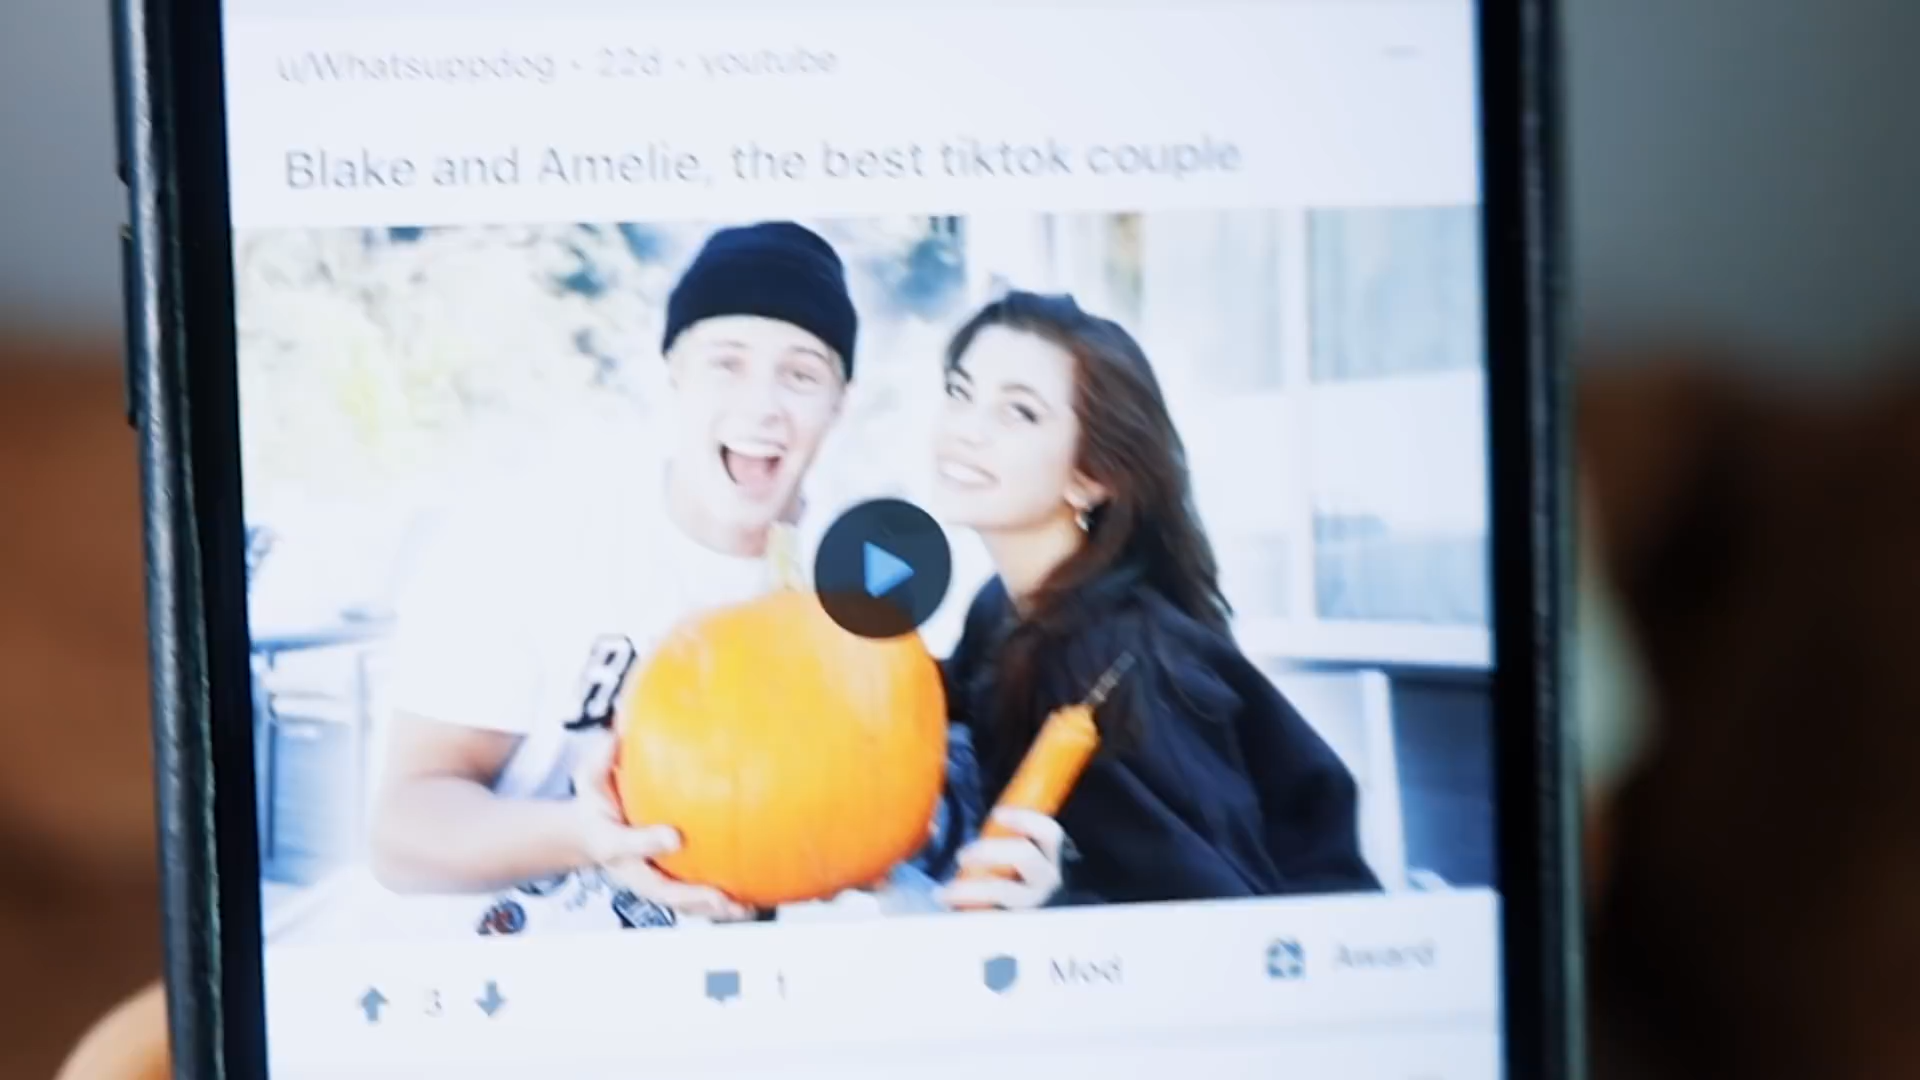 u/Whatsuppdog • 22d • youtube
Blake and Amelie, the best tiktok couple
B
3 1 Mod Award